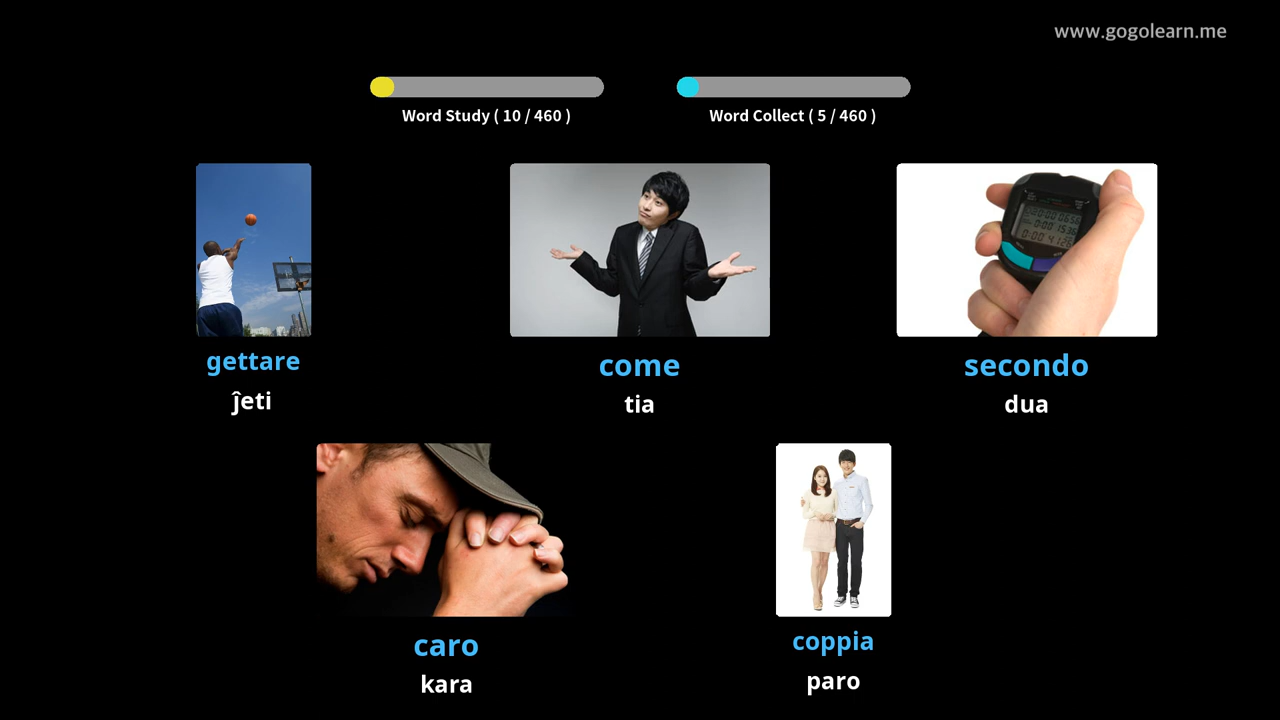 www.gogolearn.me
Word Study ( 10 / 460 )
Word Collect ( 5 / 460 )
gettare
ĵeti
come
tia
secondo
dua
caro
kara
coppia
paro